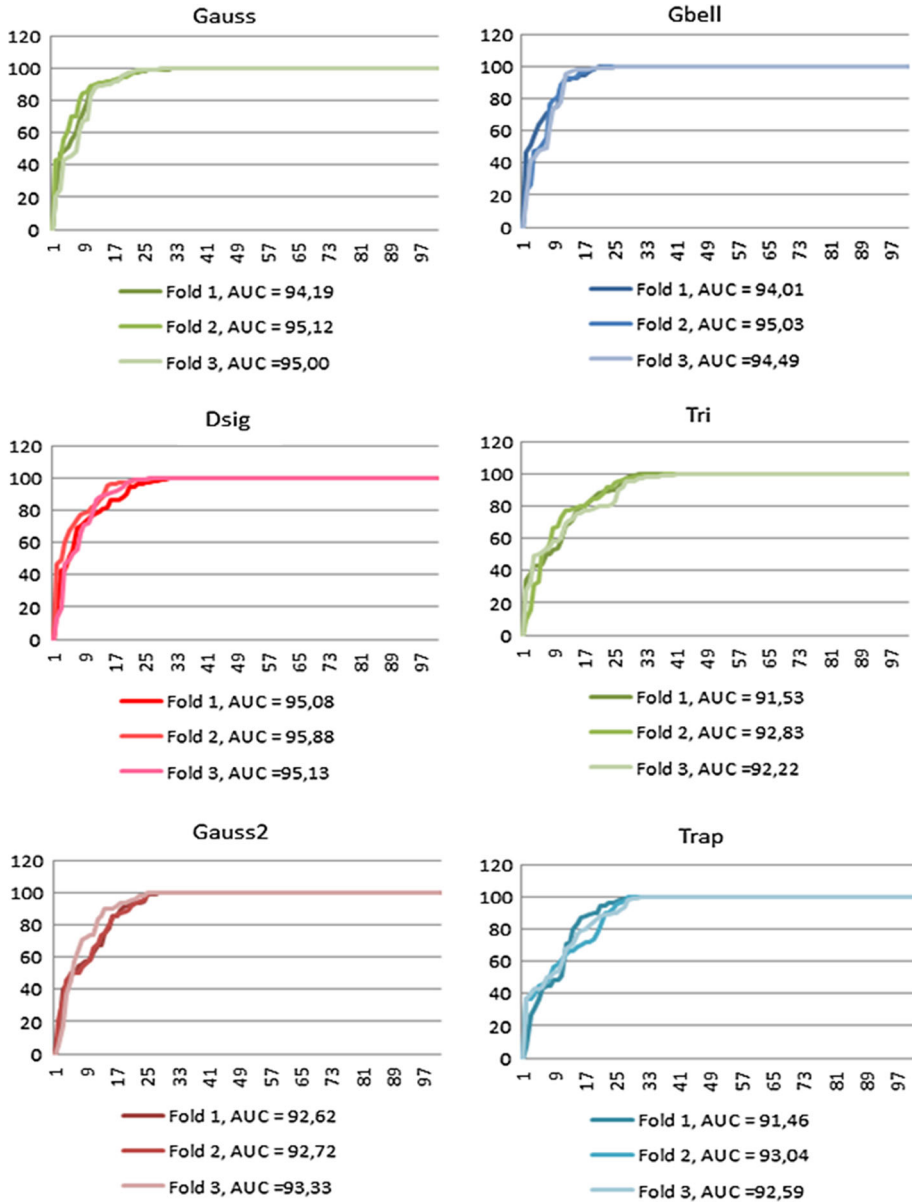 Gauss
120
100
80
60
40
20
0
1 9 17 25 33 41 49 57 65 73 81 89 97
Fold 1, AUC = 94,19
Fold 2, AUC = 95,12
Fold 3, AUC =95,00
Gbell
120
100
80
60
40
20
0
1 9 17 25 33 41 49 57 65 73 81 89 97
Fold 1, AUC = 94,01
Fold 2, AUC = 95,03
Fold 3, AUC =94,49
Dsig
120
100
80
60
40
20
0
1 9 17 25 33 41 49 57 65 73 81 89 97
Fold 1, AUC = 95,08
Fold 2, AUC = 95,88
Fold 3, AUC =95,13
Tri
120
100
80
60
40
20
0
1 9 17 25 33 41 49 57 65 73 81 89 97
Fold 1, AUC = 91,53
Fold 2, AUC = 92,83
Fold 3, AUC =92,22
Gauss2
120
100
80
60
40
20
0
1 9 17 25 33 41 49 57 65 73 81 89 97
Fold 1, AUC = 92,62
Fold 2, AUC = 92,72
Fold 3, AUC =93,33
Trap
120
100
80
60
40
20
0
1 9 17 25 33 41 49 57 65 73 81 89 97
Fold 1, AUC = 91,46
Fold 2, AUC = 93,04
Fold 3, AUC =92,59